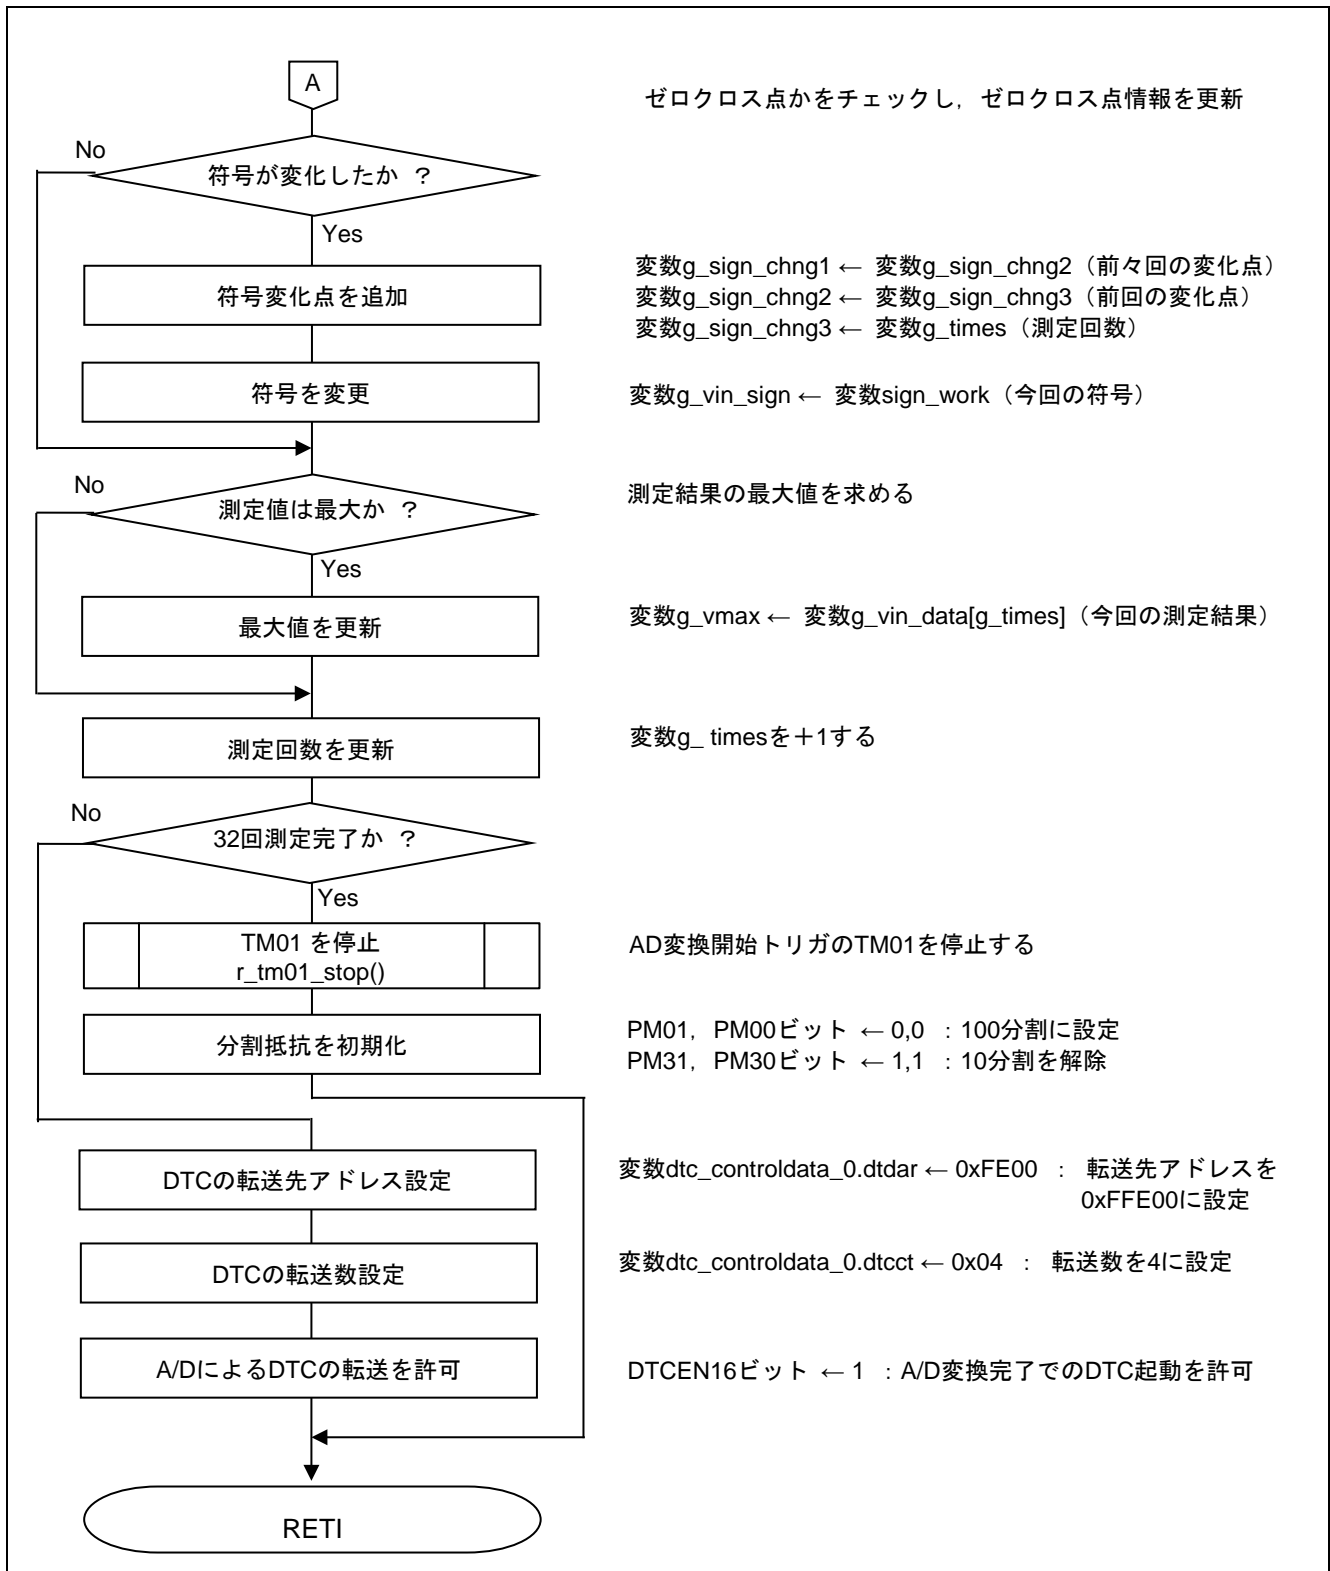 A
ゼロクロス点かをチェックし，ゼロクロス点情報を更新
No
符号が変化したか ？
Yes
符号変化点を追加
変数g_sign_chng1 ← 変数g_sign_chng2（前々回の変化点）
変数g_sign_chng2 ← 変数g_sign_chng3（前回の変化点）
変数g_sign_chng3 ← 変数g_times（測定回数）
符号を変更
変数g_vin_sign ← 変数sign_work（今回の符号）
No
測定値は最大か ？
測定結果の最大値を求める
Yes
最大値を更新
変数g_vmax ← 変数g_vin_data[g_times]（今回の測定結果）
測定回数を更新
変数g_ timesを＋1する
No
32回測定完了か ？
Yes
TM01 を停止
r_tm01_stop()
AD変換開始トリガのTM01を停止する
分割抵抗を初期化
PM01，PM00ビット ← 0,0 ：100分割に設定
PM31，PM30ビット ← 1,1 ：10分割を解除
DTCの転送先アドレス設定
変数dtc_controldata_0.dtdar ← 0xFE00 ： 転送先アドレスを
0xFFE00に設定
DTCの転送数設定
変数dtc_controldata_0.dtcct ← 0x04 ： 転送数を4に設定
A/DによるDTCの転送を許可
DTCEN16ビット ← 1 ：A/D変換完了でのDTC起動を許可
RETI